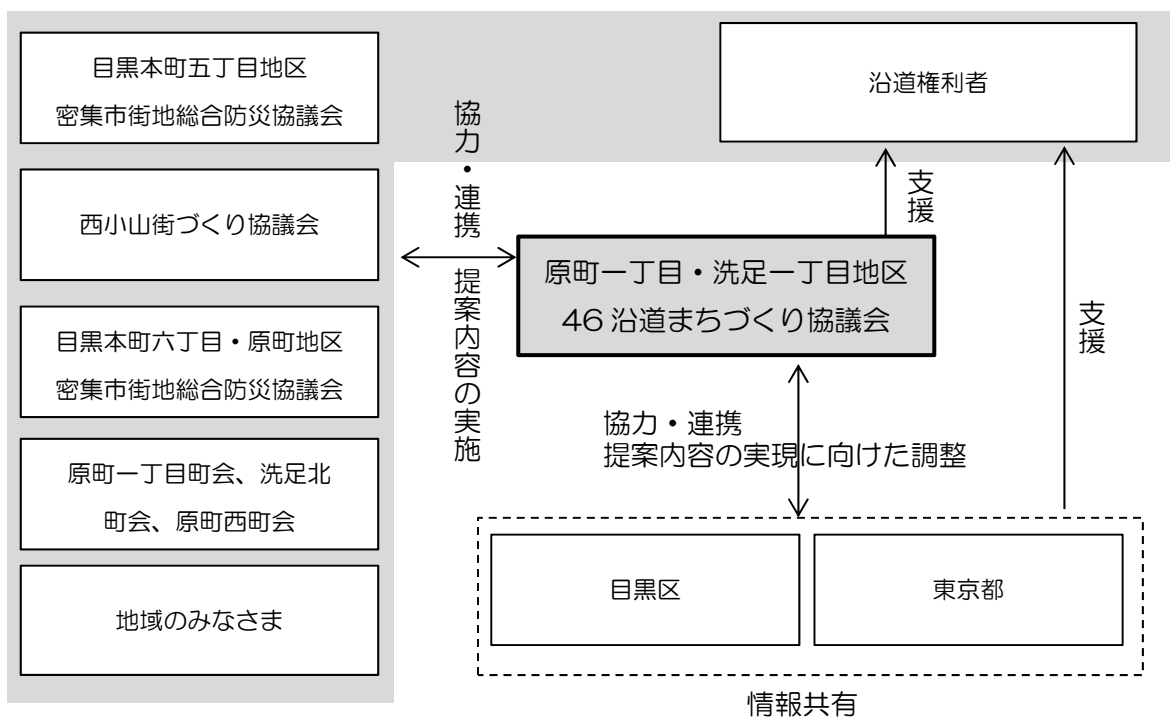 目黒本町五丁目地区
密集市街地総合防災協議会
西小山街づくり協議会
目黒本町六丁目・原町地区
密集市街地総合防災協議会
原町一丁目町会、洗足北
町会、原町西町会
地域のみなさま
協力・連携
提案内容の実施
沿道権利者
支援
原町一丁目・洗足一丁目地区
46 沿道まちづくり協議会
支援
協力・連携
提案内容の実現に向けた調整
目黒区
東京都
情報共有